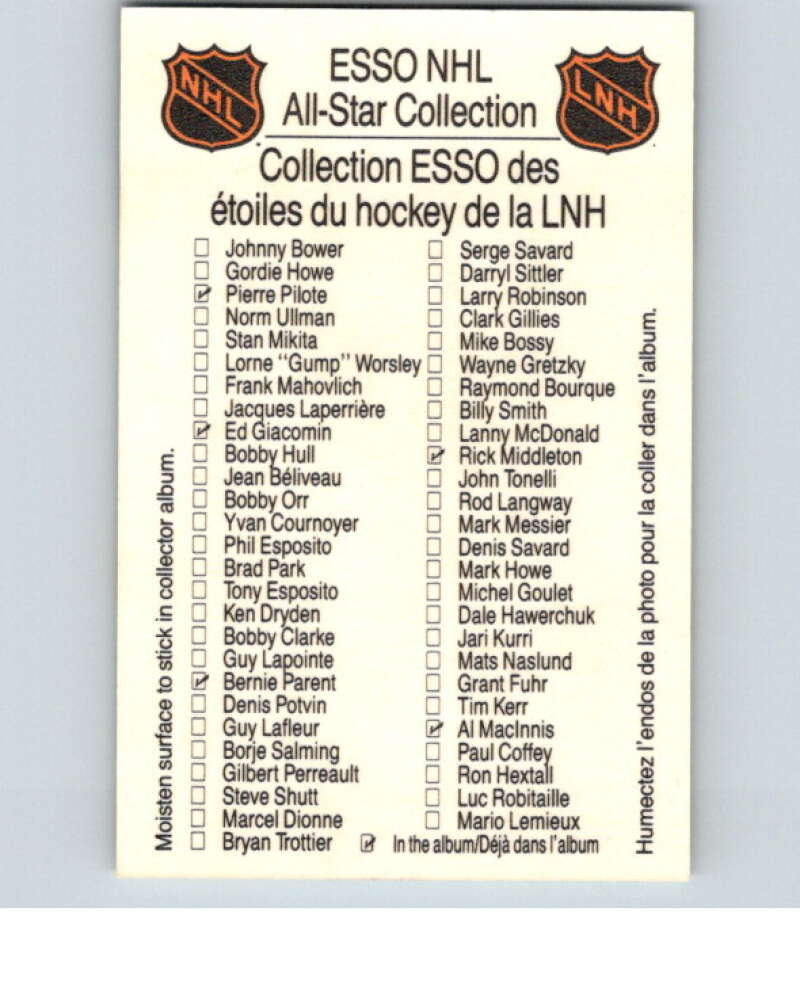 NHL
ESSO NHL
All-Star Collection
LNH
Collection ESSO des
étoiles du hockey de la LNH
Johnny Bower
Gordie Howe
Pierre Pilote
Norm Ullman
Stan Mikita
Lorne "Gump" Worsley
Frank Mahovlich
Jacques Laperrière
Ed Giacomin
Bobby Hull
Jean Béliveau
Bobby Orr
Yvan Cournoyer
Phil Esposito
Brad Park
Tony Esposito
Ken Dryden
Bobby Clarke
Guy Lapointe
Bernie Parent
Denis Potvin
Guy Lafleur
Borje Salming
Gilbert Perreault
Steve Shutt
Marcel Dionne
Bryan Trottier
Serge Savard
Darryl Sittler
Larry Robinson
Clark Gillies
Mike Bossy
Wayne Gretzky
Raymond Bourque
Billy Smith
Lanny McDonald
Rick Middleton
John Tonelli
Rod Langway
Mark Messier
Denis Savard
Mark Howe
Michel Goulet
Dale Hawerchuk
Jari Kurri
Mats Naslund
Grant Fuhr
Tim Kerr
Al MacInnis
Paul Coffey
Ron Hextall
Luc Robitaille
Mario Lemieux
In the album/Déjà dans l'album
Moisten surface to stick in collector album.
Humectez l'endos de la photo pour la coller dans l'album.